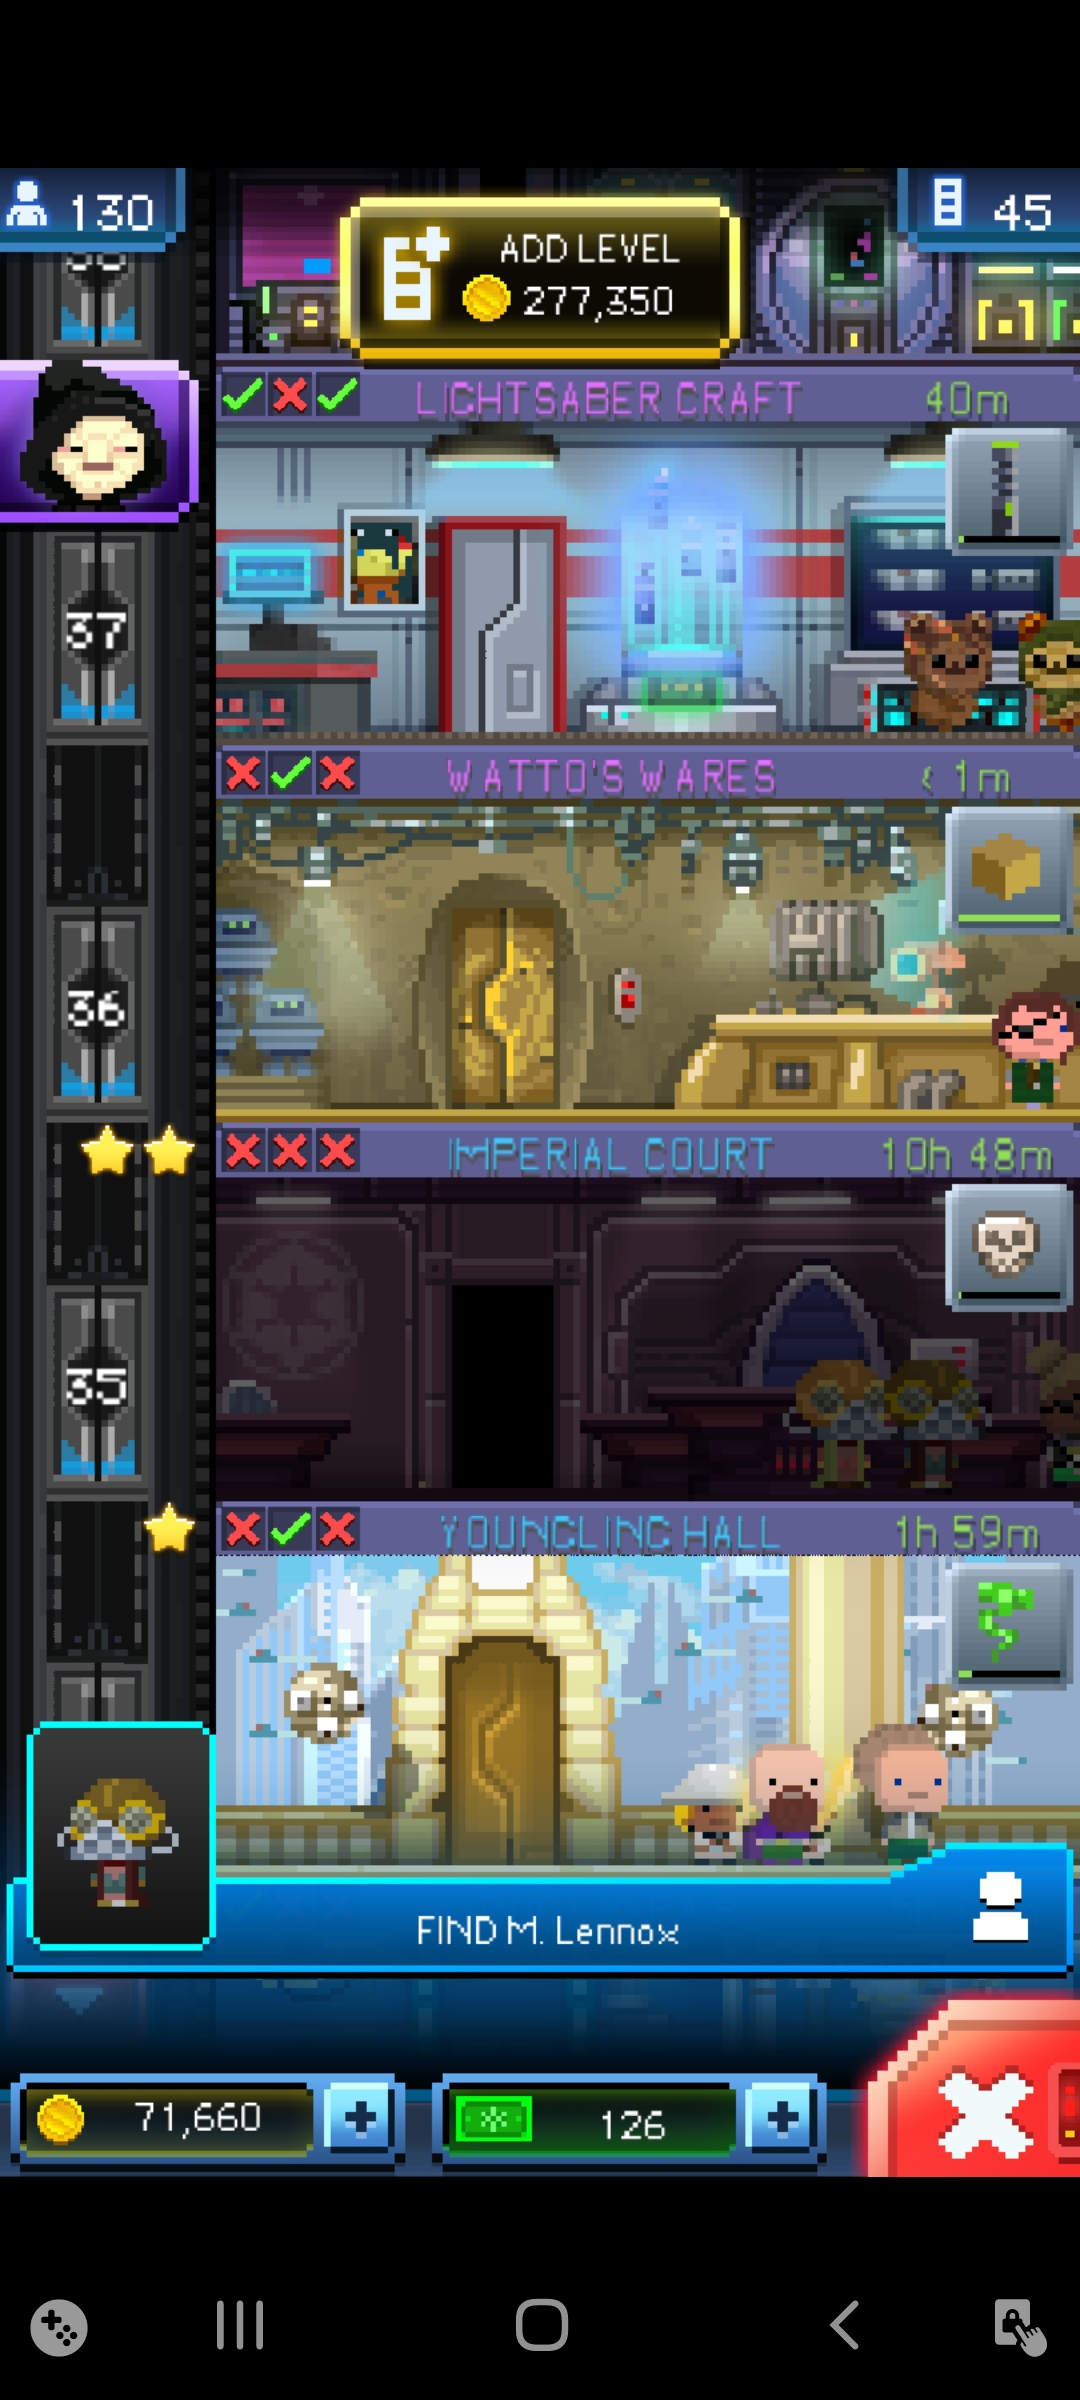 130
45
ADD LEVEL
277,350
LIGHTSABER CRAFT 40m
37
WATTO'S WARES < 1m
36
IMPERIAL COURT 10h 48m
35
YOUNGLING HALL 1h 59m
FIND M. Lennox
71,660
126